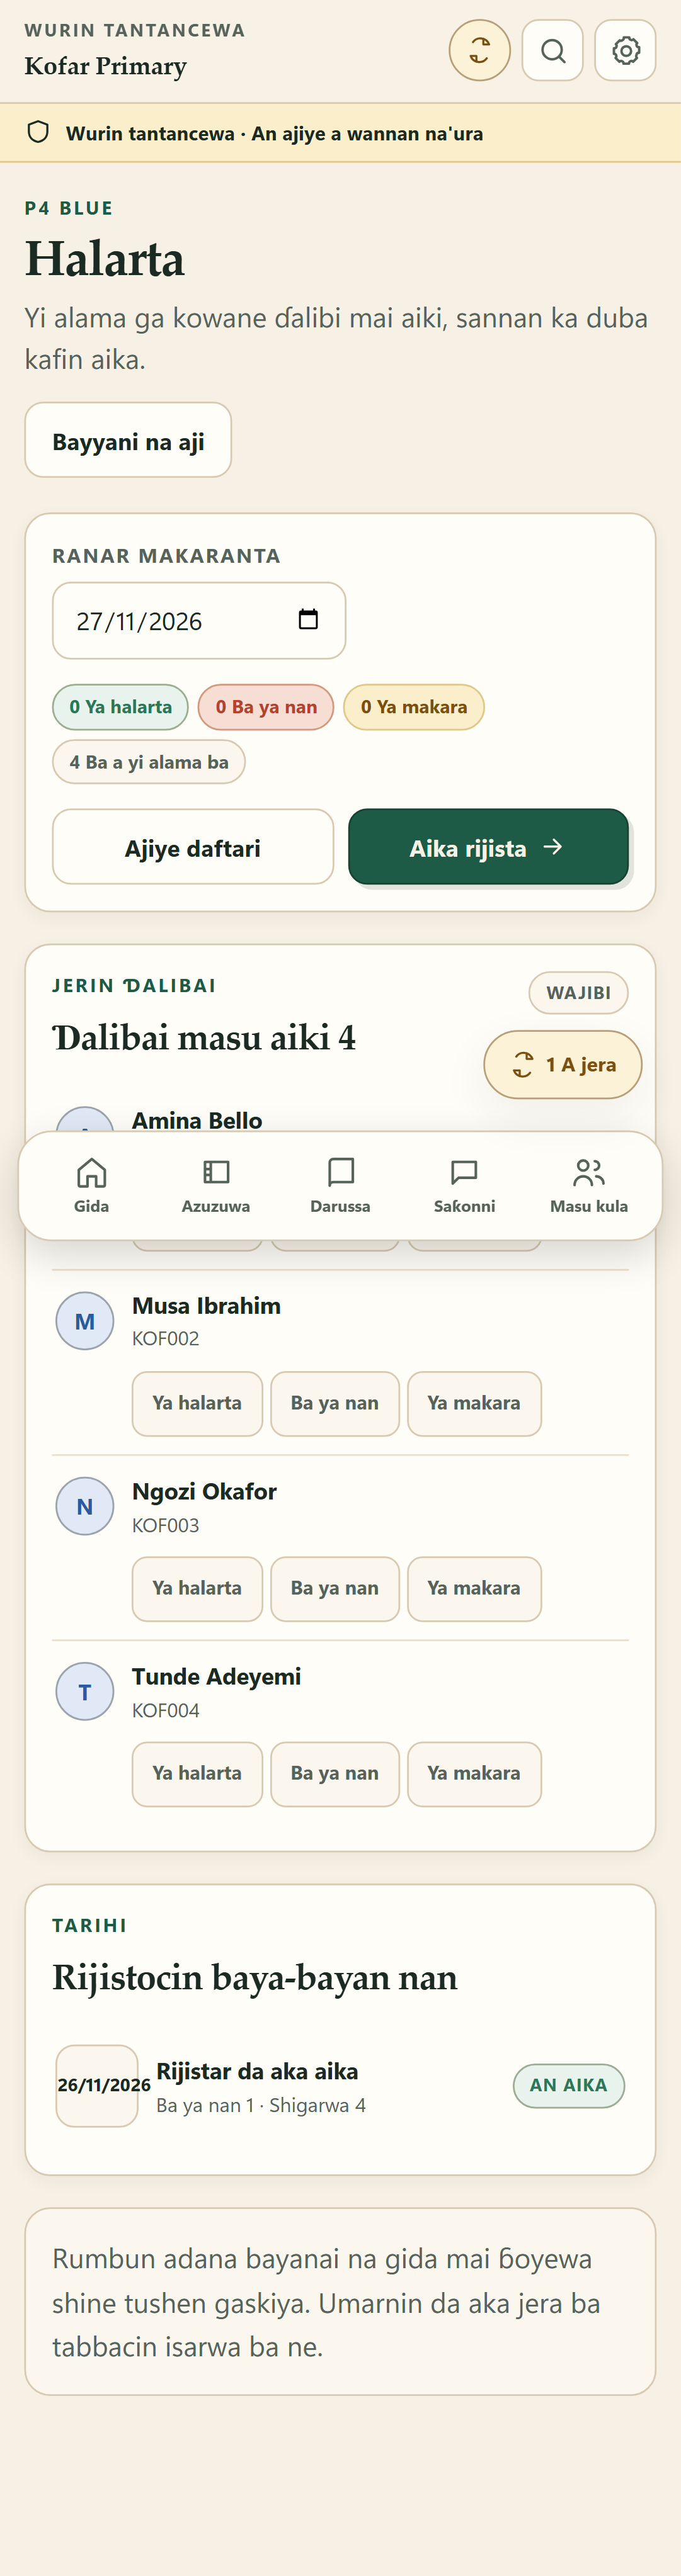 WURIN TANTANCEWA
Kofar Primary
Wurin tantancewa · An ajiye a wannan na'ura
P4 BLUE
Halarta
Yi alama ga kowane ɗalibi mai aiki, sannan ka duba
kafin aika.
Bayyani na aji
RANAR MAKARANTA
27/11/2026
0 Ya halarta
0 Ba ya nan
0 Ya makara
4 Ba a yi alama ba
Ajiye daftari
Aika rijista →
JERIN ƊALIBAI
WAJIBI
Ɗalibai masu aiki 4
1 A jera
Amina Bello
Gida
Azuzuwa
Darussa
Saƙonni
Masu kula
M
Musa Ibrahim
KOF002
Ya halarta
Ba ya nan
Ya makara
N
Ngozi Okafor
KOF003
Ya halarta
Ba ya nan
Ya makara
T
Tunde Adeyemi
KOF004
Ya halarta
Ba ya nan
Ya makara
TARIHI
Rijistocin baya-bayan nan
26/11/2026
Rijistar da aka aika
Ba ya nan 1 · Shigarwa 4
AN AIKA
Rumbun adana bayanai na gida mai ɓoyewa
shine tushen gaskiya. Umarnin da aka jera ba
tabbacin isarwa ba ne.